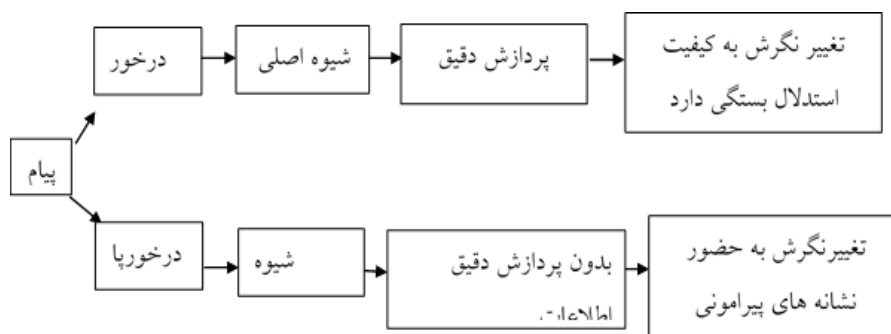 پیام
درخور
شیوه اصلی
پردازش دقیق
تغییر نگرش به کیفیت
استدلال بستگی دارد
درخورپا
شیوه
بدون پردازش دقیق
اطلاعات
تغییرنگرش به حضور
نشانه های پیرامونی